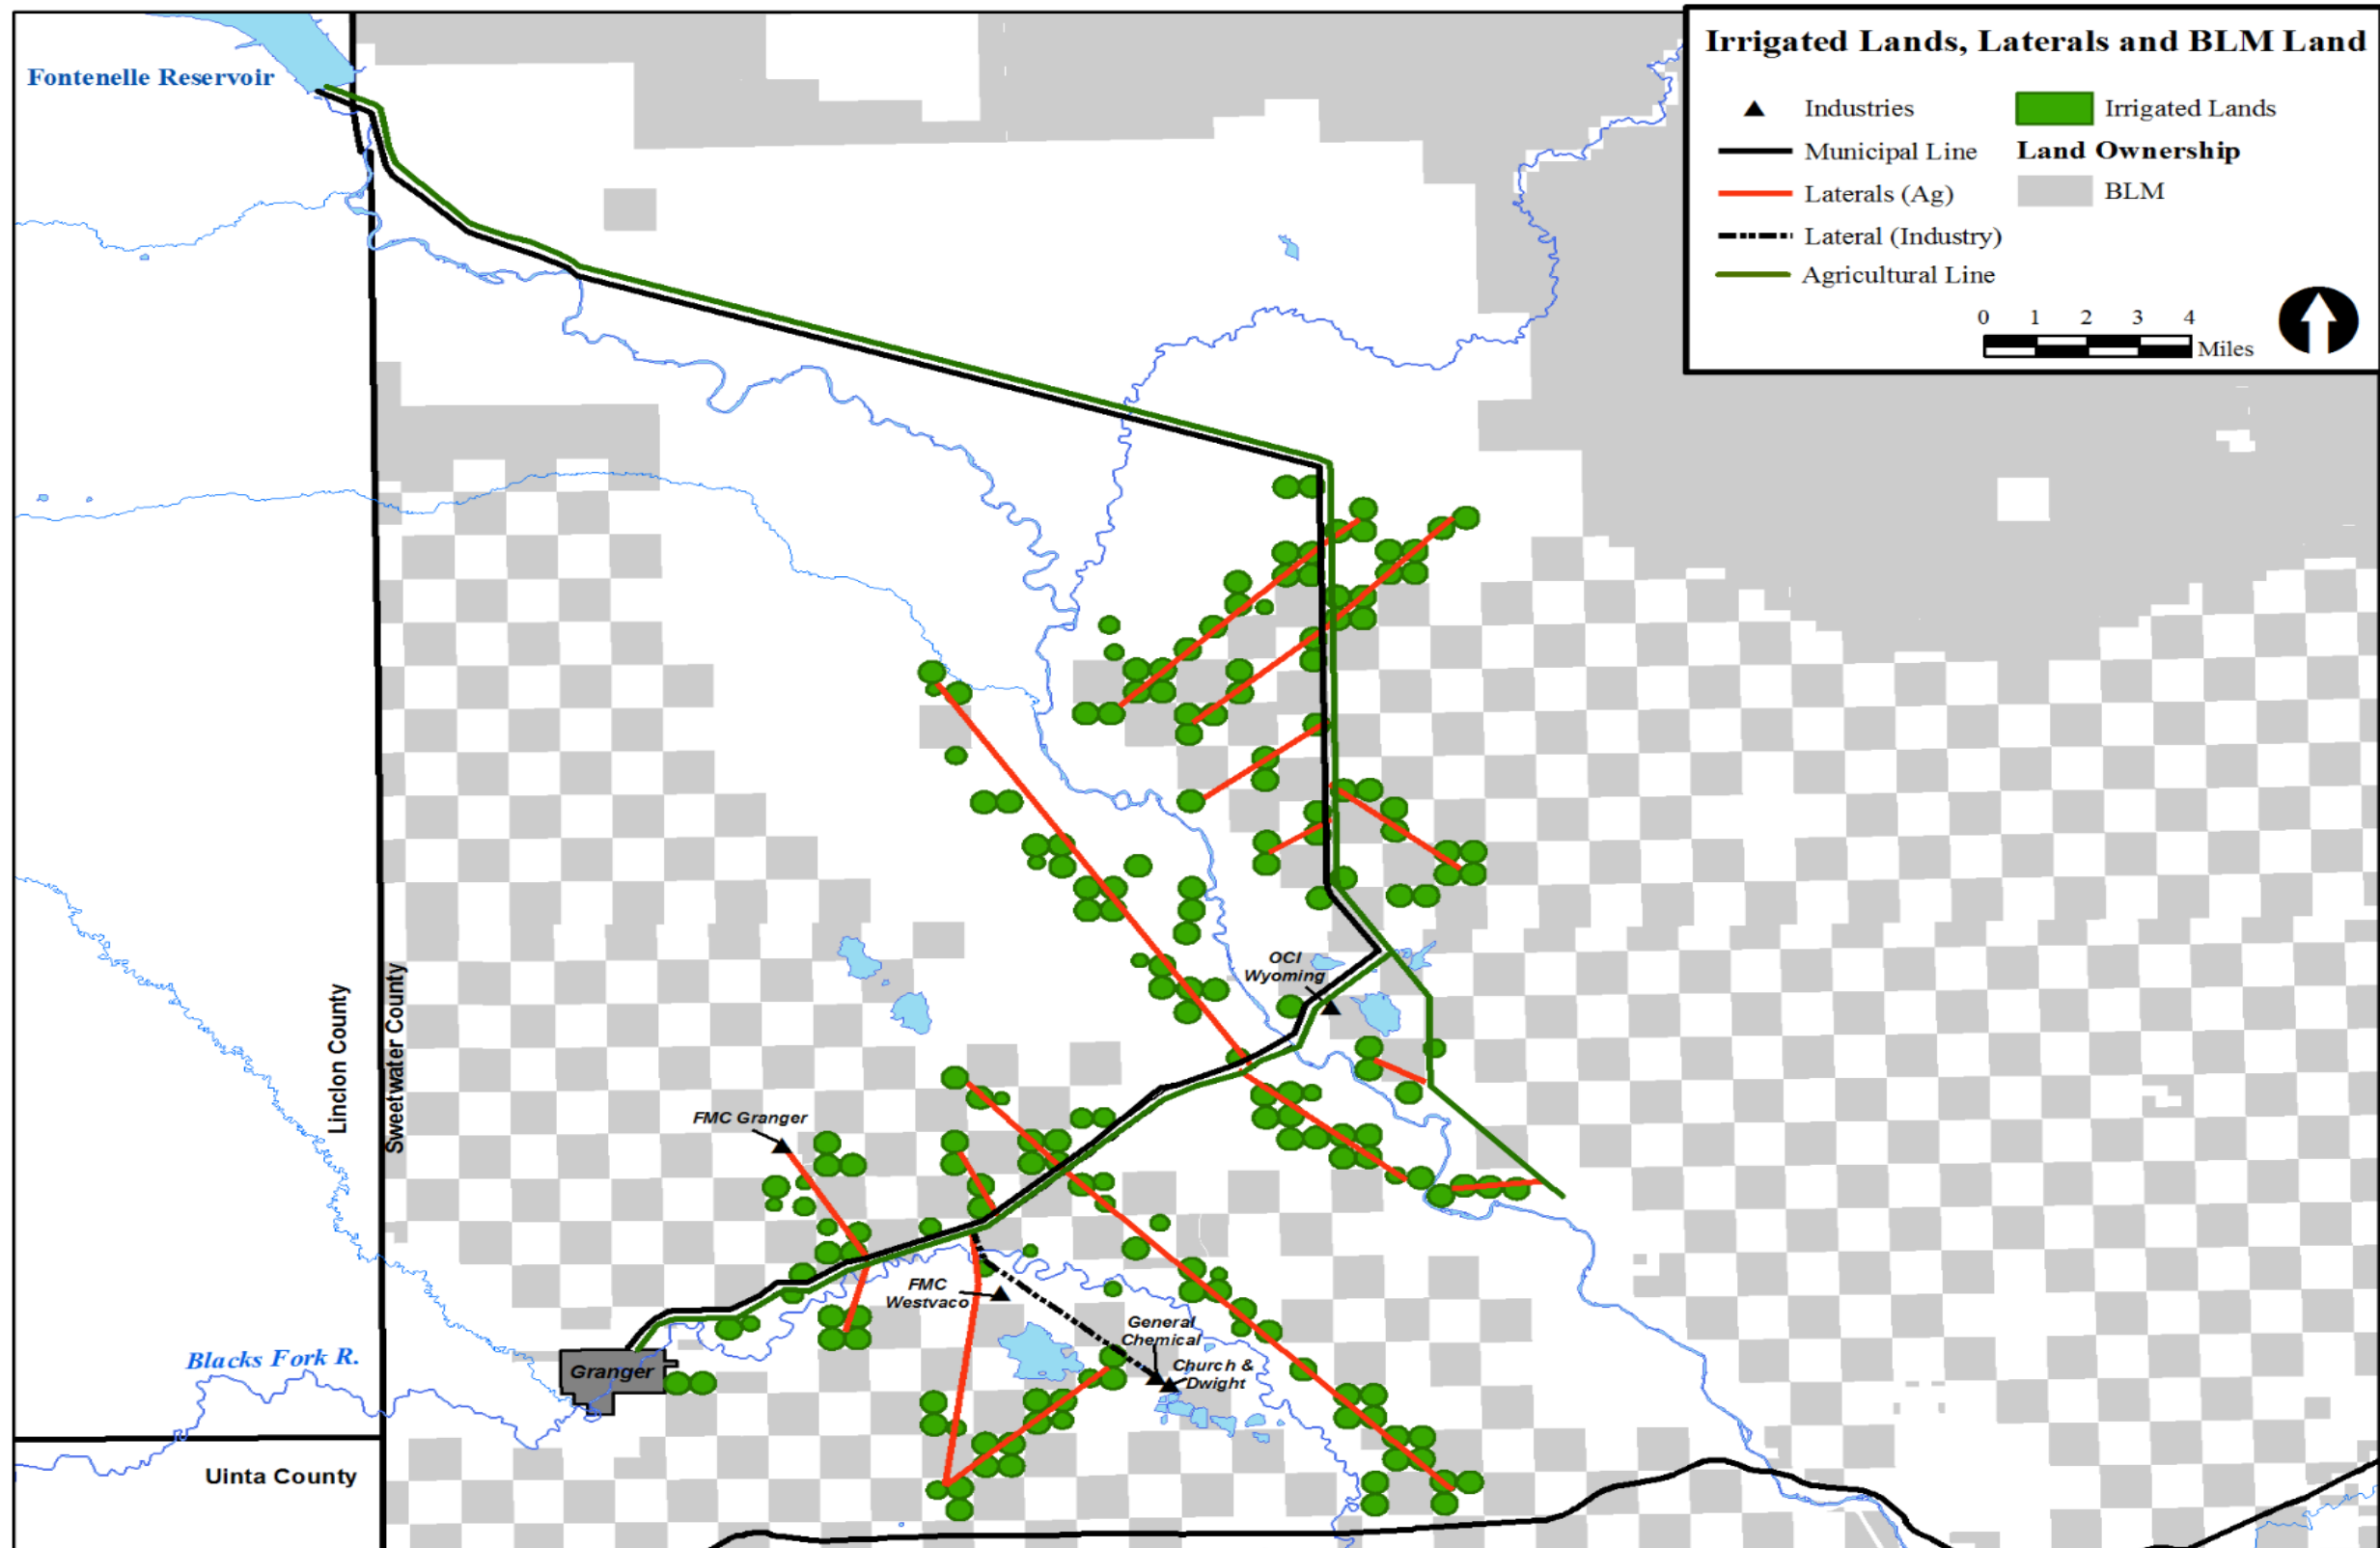 Irrigated Lands, Laterals and BLM Land
Industries
Irrigated Lands
Municipal Line
Land Ownership
Laterals (Ag)
BLM
Lateral (Industry)
Agricultural Line
0 1 2 3 4
Miles
Fontenelle Reservoir
OCI
Wyoming
Linclon County
Sweetwater County
FMC Granger
FMC
Westvaco
General
Chemical
Church &
Dwight
Blacks Fork R.
Granger
Uinta County